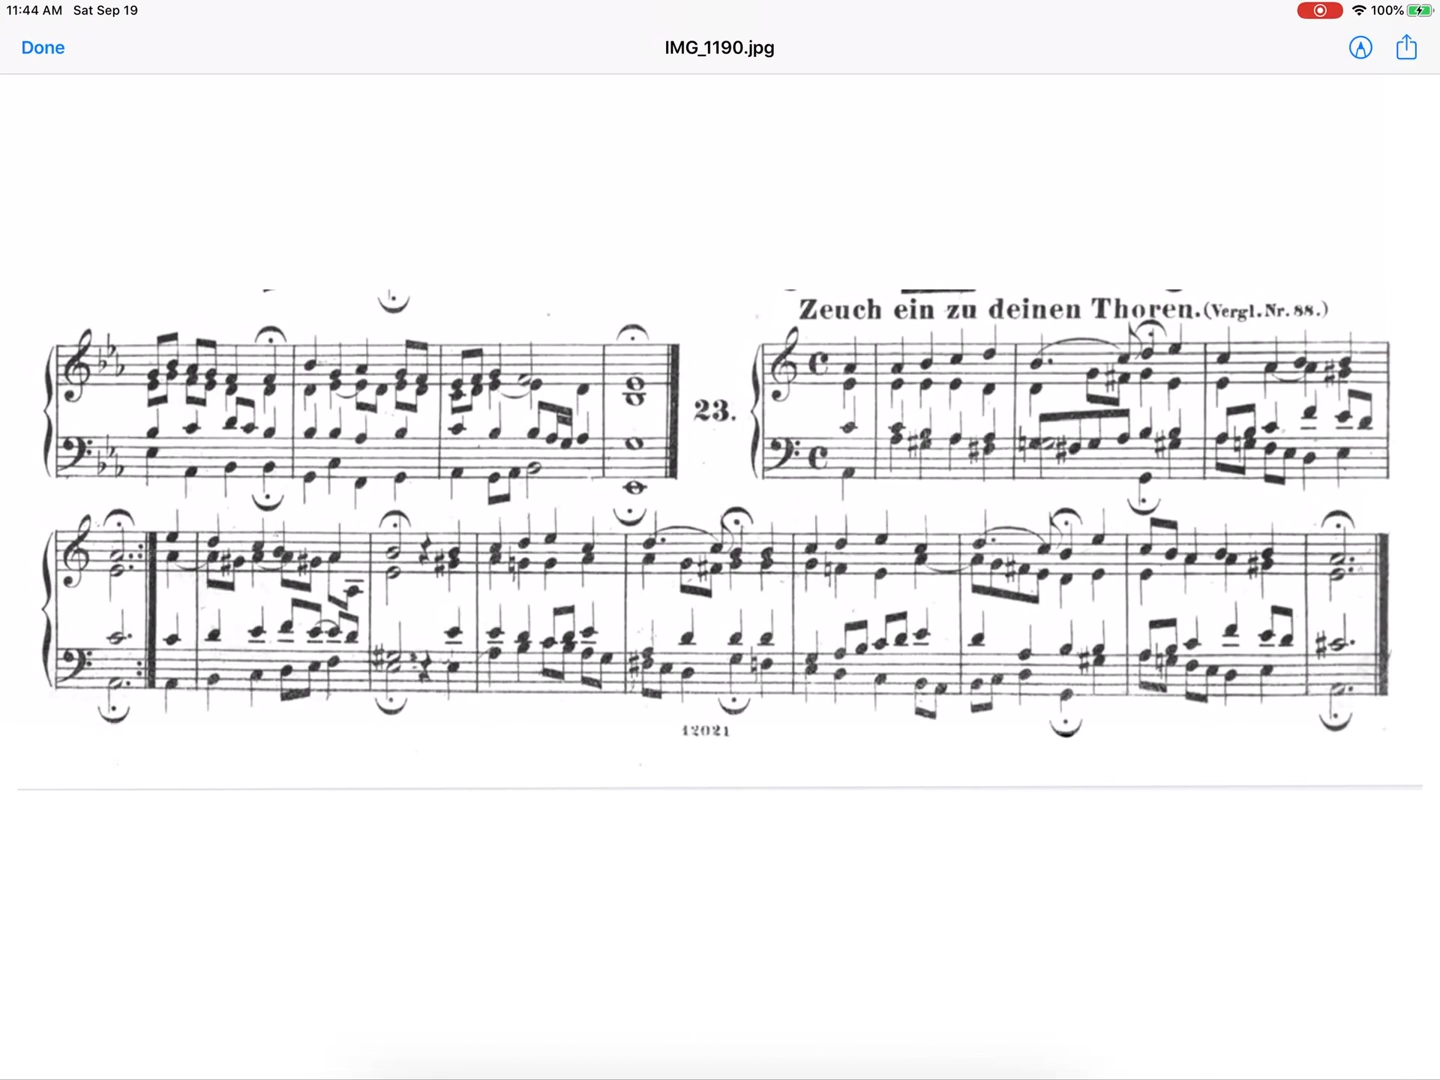 11:44 AM Sat Sep 19
100%
Done
IMG_1190.jpg
Zeuch ein zu deinen Thoren. (Vergl. Nr. 88.)
23.
12021